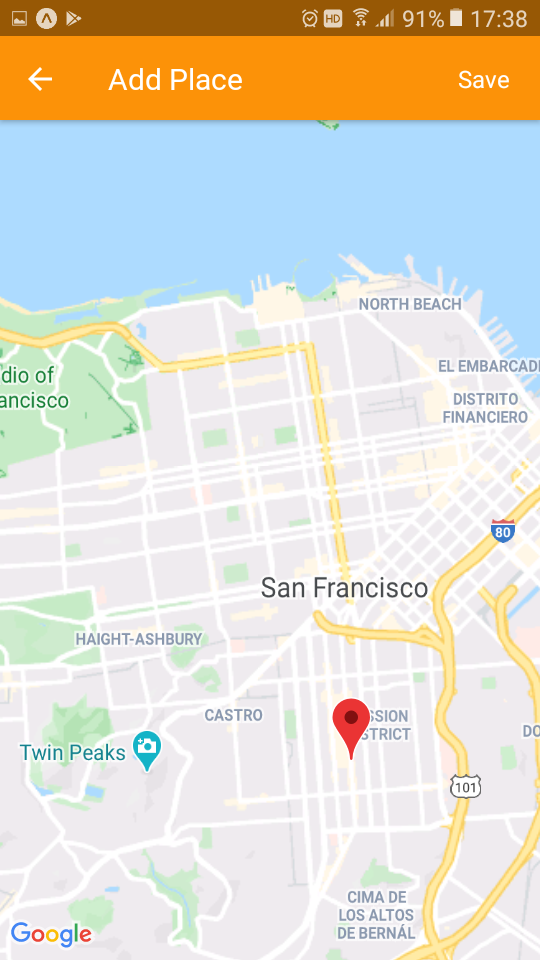 HD 91% 17:38
Add Place Save
NORTH BEACH
EL EMBARCAD
dio of
ancisco
DISTRITO
FINANCIERO
80
San Francisco
HAIGHT-ASHBURY
CASTRO
SSION
STRICT
Twin Peaks
DO
101
CIMA DE
LOS ALTOS
DE BERNÁL
Google